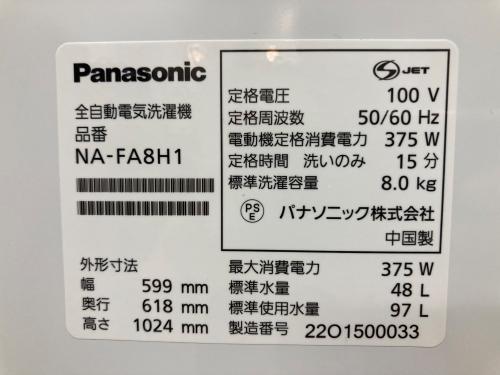 Panasonic
全自動電気洗濯機
品番
NA-FA8H1
外形寸法
幅 599 mm
奥行 618 mm
高さ 1024 mm
S JET
定格電圧 100 V
定格周波数 50/60 Hz
電動機定格消費電力 375 W
定格時間 洗いのみ 15 分
標準洗濯容量 8.0 kg
PS
E パナソニック株式会社
中国製
最大消費電力 375 W
標準水量 48 L
標準使用水量 97 L
製造番号 22O1500033